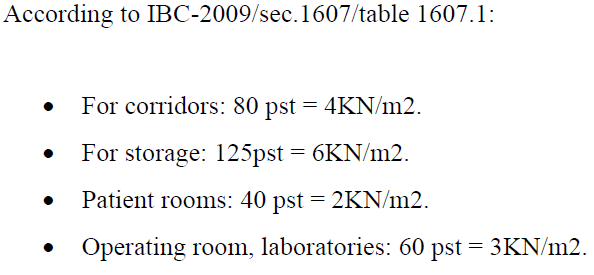 According to IBC-2009/sec.1607/table 1607.1:
• For corridors: 80 pst = 4KN/m2.
• For storage: 125pst = 6KN/m2.
• Patient rooms: 40 pst = 2KN/m2.
• Operating room, laboratories: 60 pst = 3KN/m2.